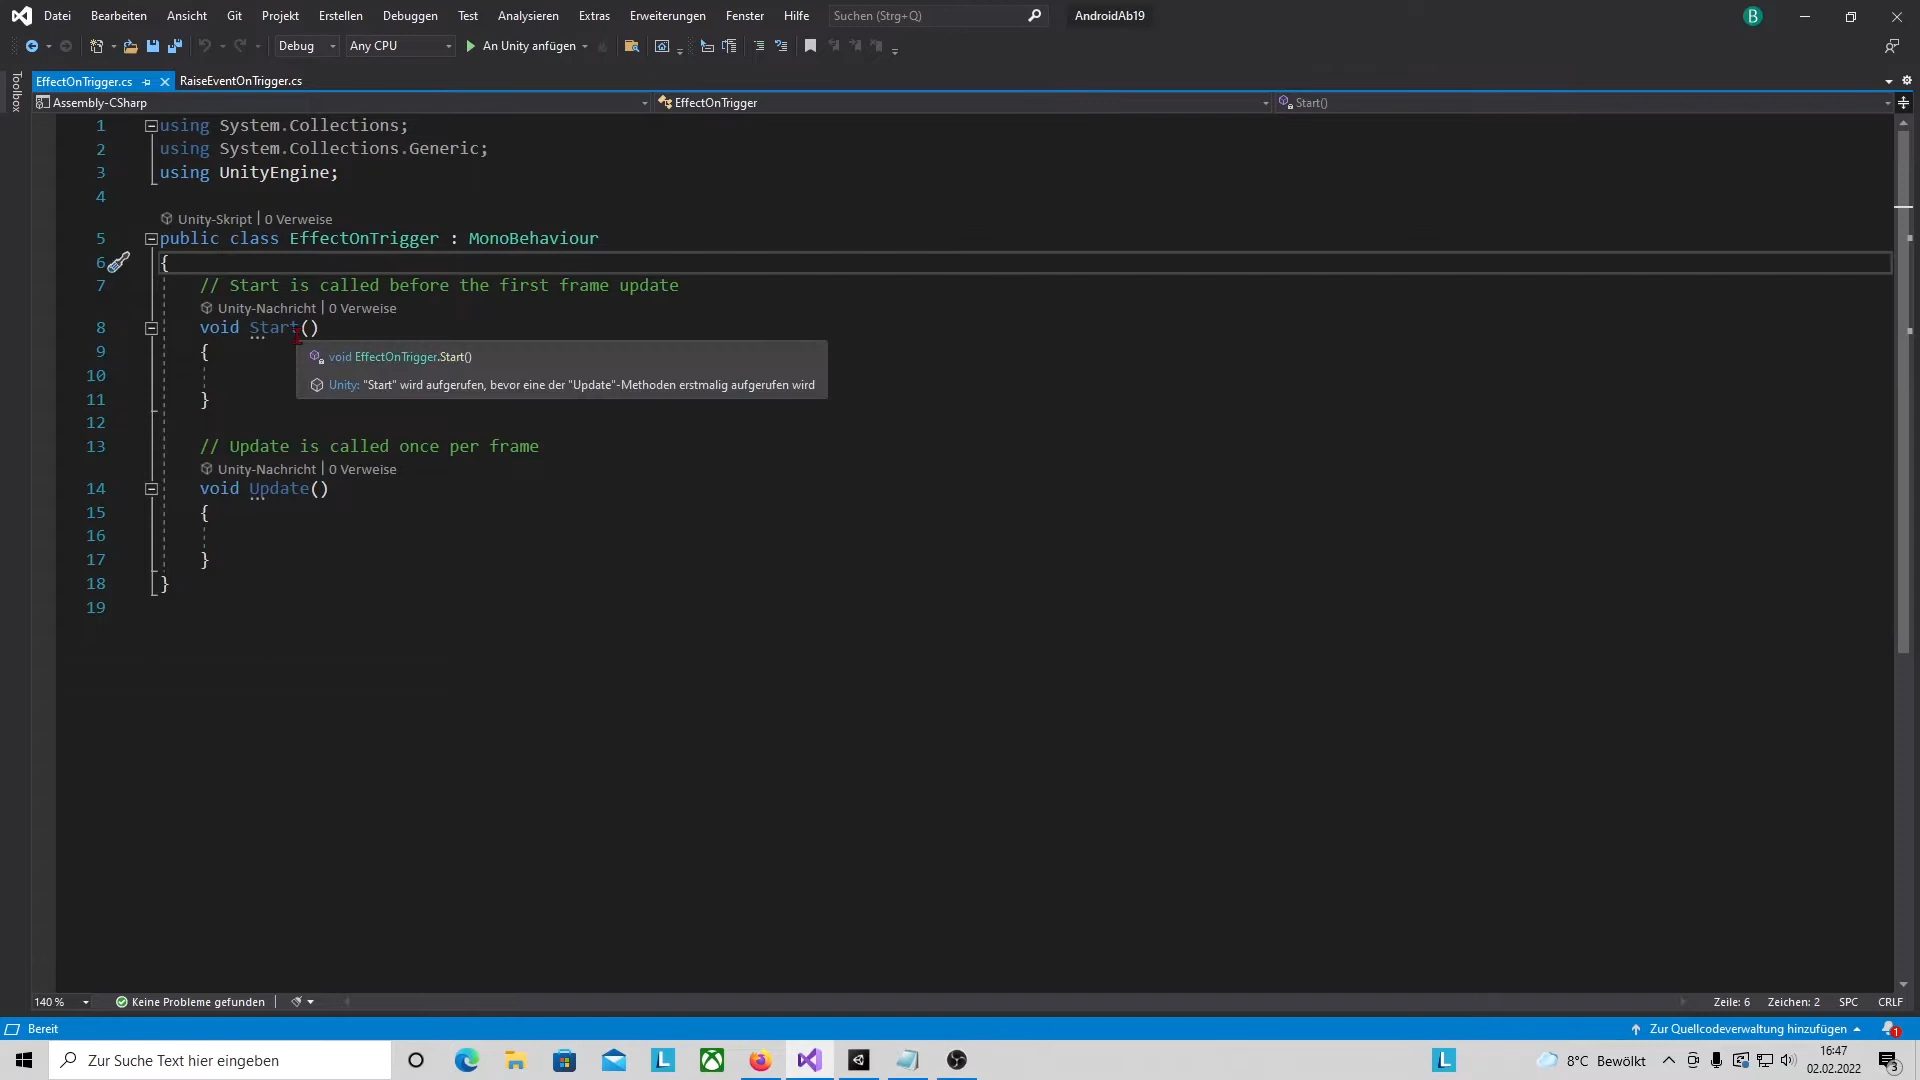 Datei Bearbeiten Ansicht Git Projekt Erstellen Debuggen Test Analysieren Extras Erweiterungen Fenster Hilfe Suchen (Strg+Q) AndroidAb19 B
Debug Any CPU An Unity anfügen
Toolbox
EffectOnTrigger.cs RaiseEventOnTrigger.cs
Assembly-CSharp EffectOnTrigger Start()
1 using System.Collections;
2 using System.Collections.Generic;
3 using UnityEngine;
4
Unity-Skript | 0 Verweise
5 public class EffectOnTrigger : MonoBehaviour
6 {
7 // Start is called before the first frame update
Unity-Nachricht | 0 Verweise
8 void Start()
9 {
void EffectOnTrigger.Start()
10
Unity: "Start" wird aufgerufen, bevor eine der "Update"-Methoden erstmalig aufgerufen wird
11 }
12
13 // Update is called once per frame
Unity-Nachricht | 0 Verweise
14 void Update()
15 {
16
17 }
18 }
19
140 % Keine Probleme gefunden Zeile: 6 Zeichen: 2 SPC CRLF
Bereit Zur Quellcodeverwaltung hinzufügen 1
Zur Suche Text hier eingeben L L 8°C Bewölkt 16:47
02.02.2022 3